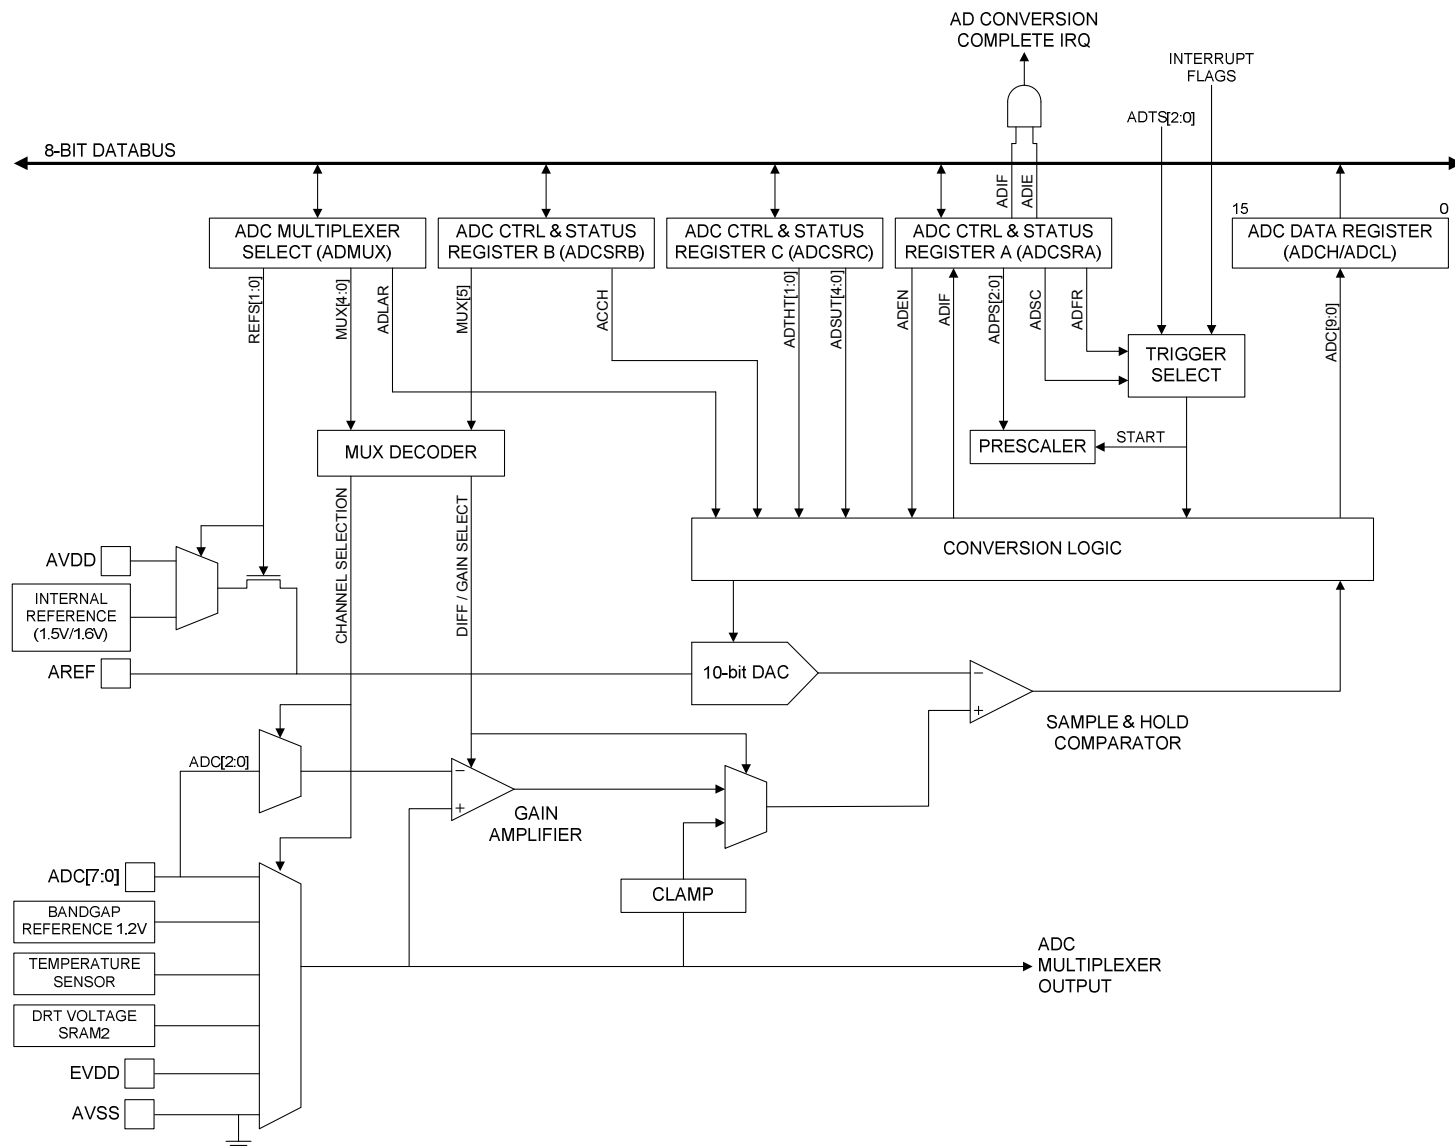 AD CONVERSION
COMPLETE IRQ
INTERRUPT
FLAGS
ADTS[2:0]
8-BIT DATABUS
ADIF
ADIE
15
0
ADC MULTIPLEXER
SELECT (ADMUX)
ADC CTRL & STATUS
REGISTER B (ADCSRB)
ADC CTRL & STATUS
REGISTER C (ADCSRC)
ADC CTRL & STATUS
REGISTER A (ADCSRA)
ADC DATA REGISTER
(ADCH/ADCL)
REFS[1:0]
MUX[4:0]
ADLAR
MUX[5]
ACCH
ADTHT[1:0]
ADSUT[4:0]
ADEN
ADIF
ADPS[2:0]
ADSC
ADFR
ADC[9:0]
TRIGGER
SELECT
MUX DECODER
PRESCALER
START
CHANNEL SELECTION
DIFF / GAIN SELECT
CONVERSION LOGIC
AVDD
INTERNAL
REFERENCE
(1.5V/1.6V)
AREF
10-bit DAC
−
+
SAMPLE & HOLD
COMPARATOR
ADC[2:0]
−
+
GAIN
AMPLIFIER
ADC[7:0]
CLAMP
BANDGAP
REFERENCE 1.2V
TEMPERATURE
SENSOR
ADC
MULTIPLEXER
OUTPUT
DRT VOLTAGE
SRAM2
EVDD
AVSS